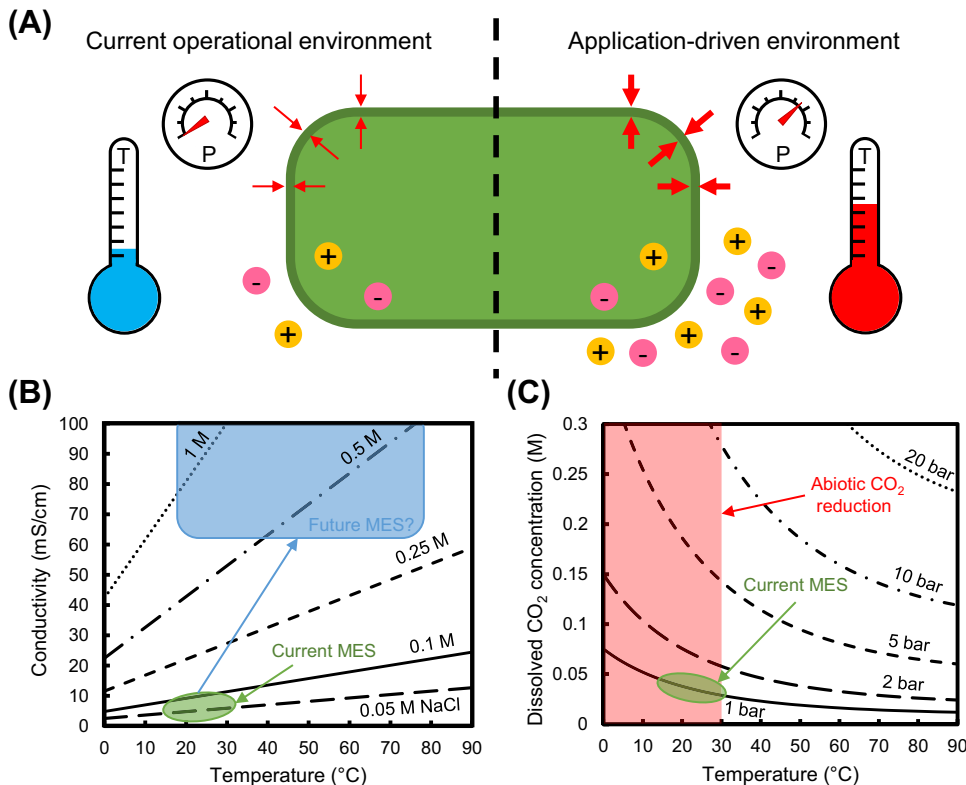 (A)
Current operational environment
Application-driven environment
P
P
T
T
+
-
-
+
+
-
-
+
-
+
-
+
+
-
(B)
(C)
Conductivity (mS/cm)
100
90
80
70
60
50
40
30
20
10
0
1 M
0.5 M
Future MES?
0.25 M
Current MES
0.1 M
0.05 M NaCl
0 10 20 30 40 50 60 70 80 90
Temperature (°C)
Dissolved CO₂ concentration (M)
0.3
0.25
0.2
0.15
0.1
0.05
0
20 bar
Abiotic CO₂
reduction
10 bar
Current MES
5 bar
2 bar
1 bar
0 10 20 30 40 50 60 70 80 90
Temperature (°C)